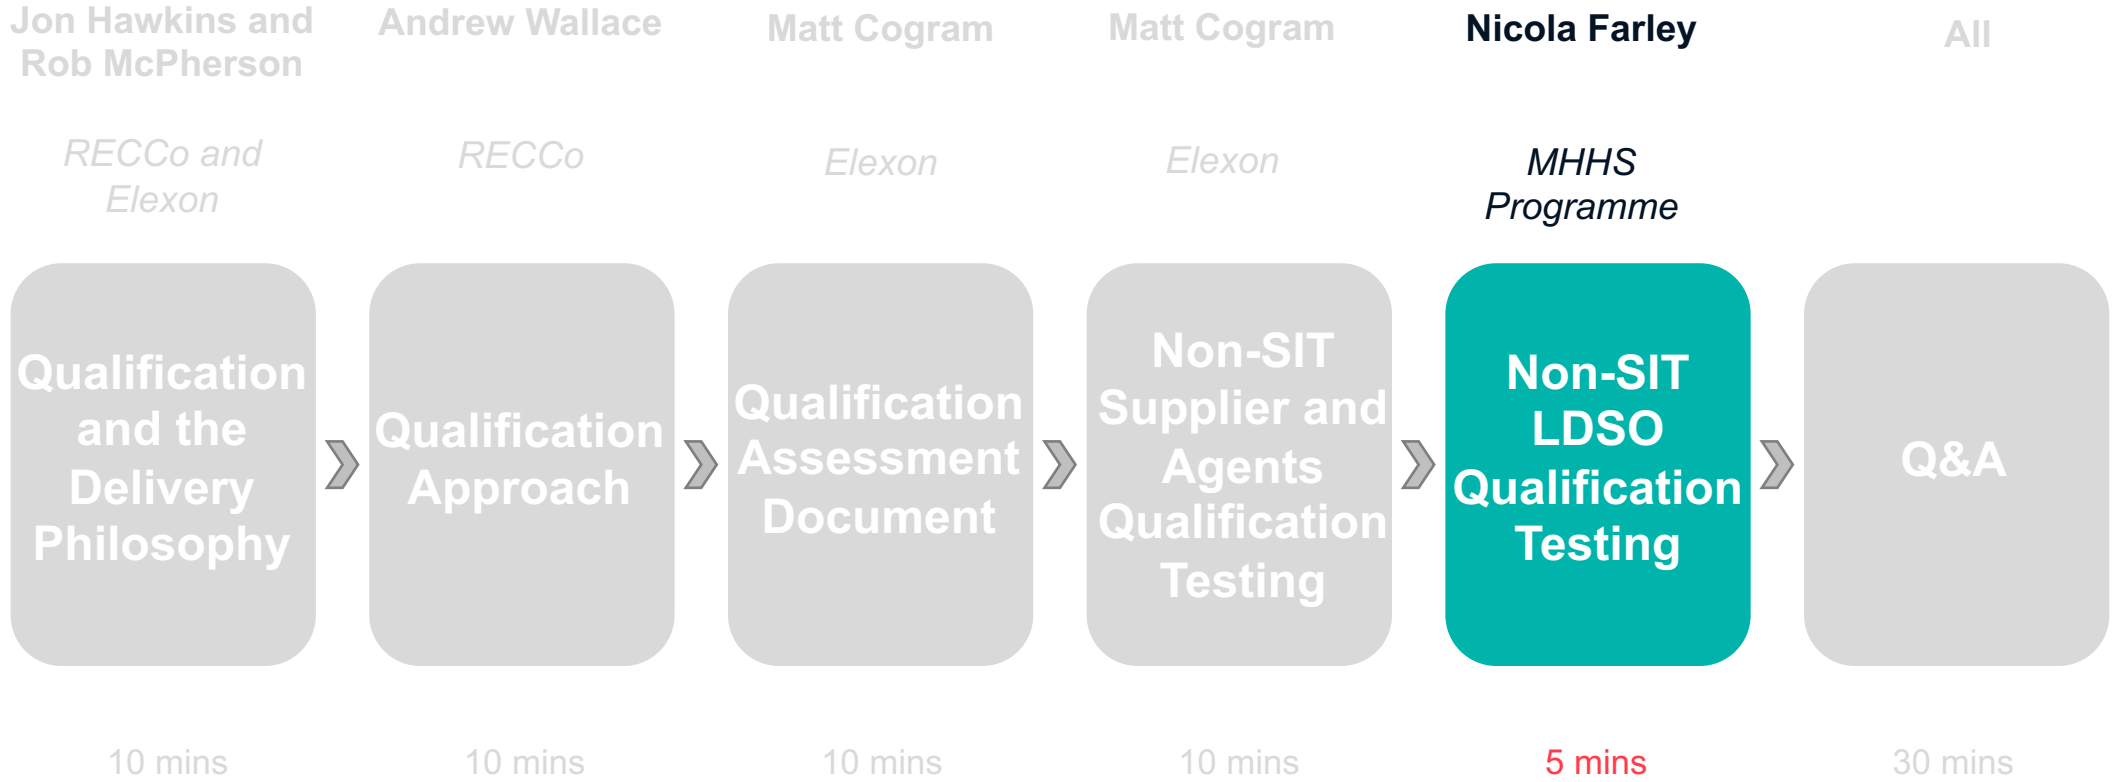 Jon Hawkins and
Rob McPherson
Andrew Wallace
Matt Cogram
Matt Cogram
Nicola Farley
All
RECCo and
Elexon
RECCo
Elexon
Elexon
MHHS
Programme
Qualification
and the
Delivery
Philosophy
Qualification
Approach
Qualification
Assessment
Document
Non-SIT
Supplier and
Agents
Qualification
Testing
Non-SIT
LDSO
Qualification
Testing
Q&A
10 mins
10 mins
10 mins
10 mins
5 mins
30 mins